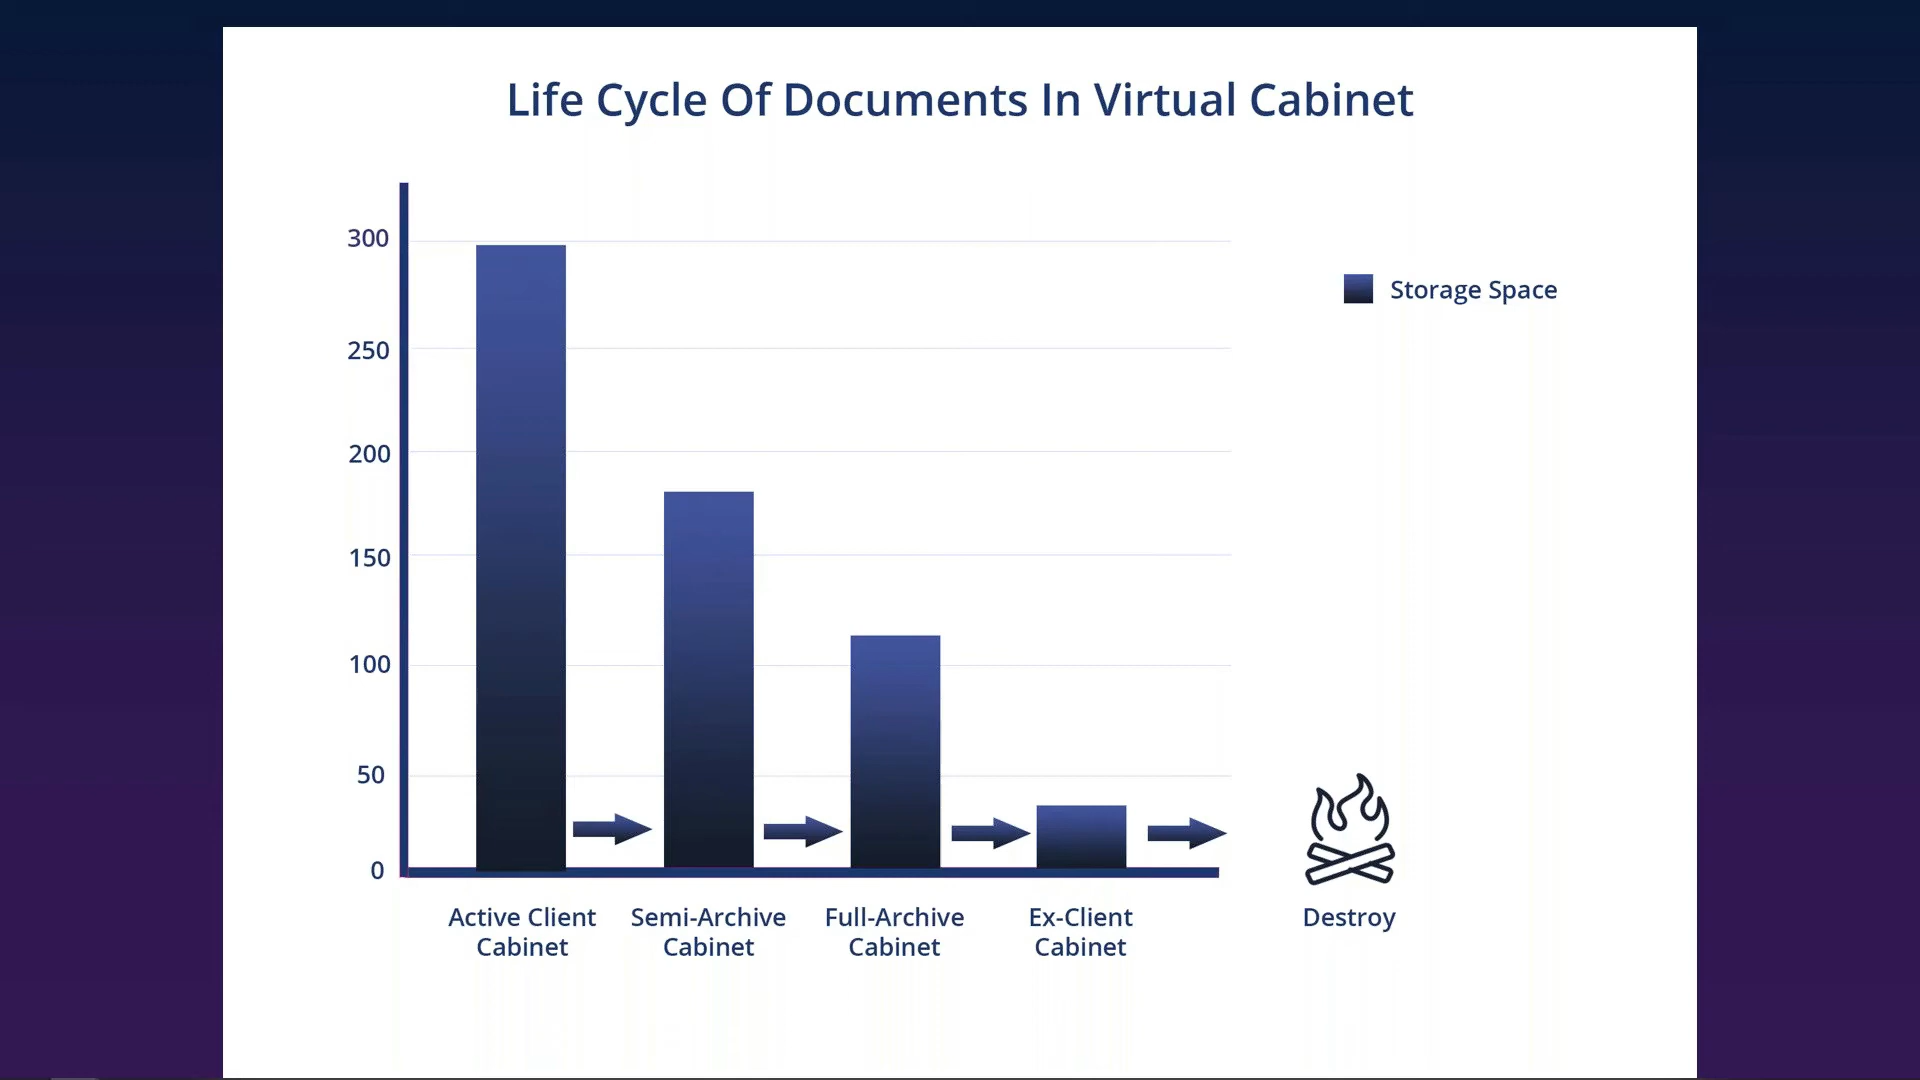 Life Cycle Of Documents In Virtual Cabinet
300
250
200
150
100
50
0
Storage Space
Active Client
Cabinet
Semi-Archive
Cabinet
Full-Archive
Cabinet
Ex-Client
Cabinet
Destroy